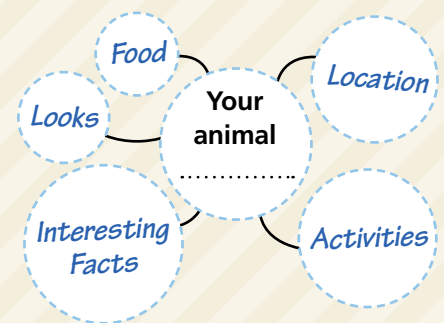 Food
Location
Your
animal
...............
Looks
Interesting
Facts
Activities